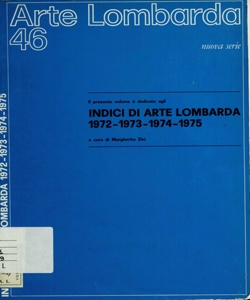 Arte Lombarda
46
nuova serie
Il presente volume è dedicato agli
INDICI DI ARTE LOMBARDA
1972-1973-1974-1975
a cura di Margherita Zini
LOMBARDA 1972-1973-1974-1975